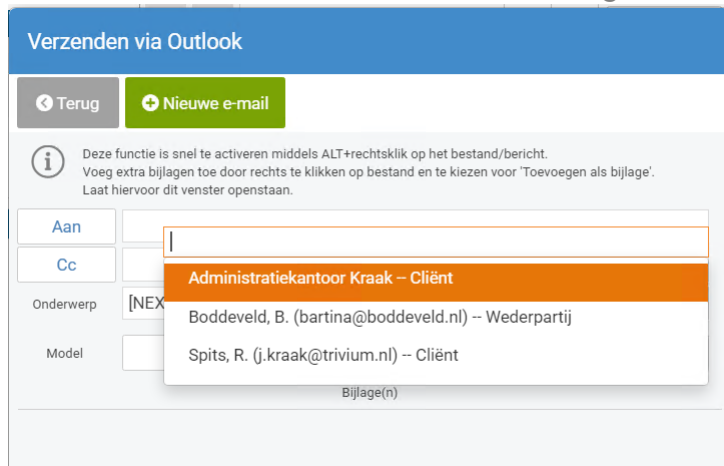 Verzenden via Outlook
Terug
Nieuwe e-mail
Deze functie is snel te activeren middels ALT+rechtsklik op het bestand/bericht.
Voeg extra bijlagen toe door rechts te klikken op bestand en te kiezen voor 'Toevoegen als bijlage'.
Laat hiervoor dit venster openstaan.
Aan
Cc
Administratiekantoor Kraak -- Cliënt
Onderwerp
[NEX
Boddeveld, B. (bartina@boddeveld.nl) -- Wederpartij
Model
Spits, R. (j.kraak@trivium.nl) -- Cliënt
Bijlage(n)